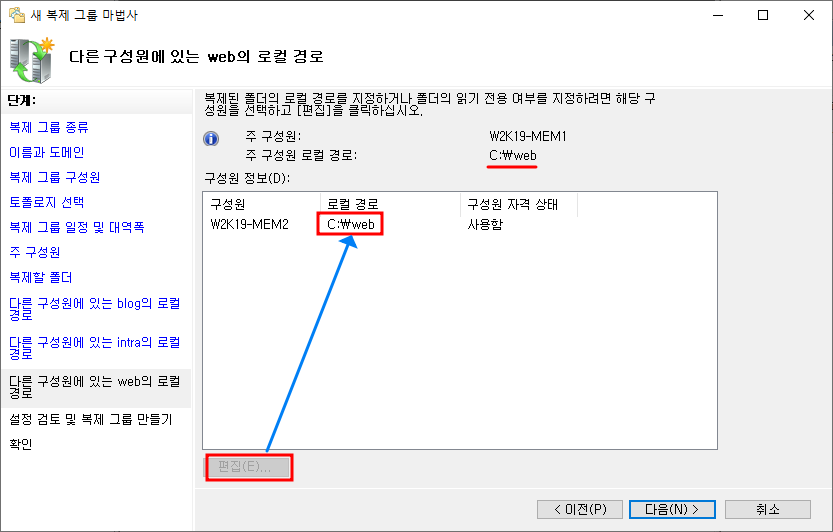 새 복제 그룹 마법사
다른 구성원에 있는 web의 로컬 경로
단계:
복제 그룹 종류
이름과 도메인
복제 그룹 구성원
토폴로지 선택
복제 그룹 일정 및 대역폭
주 구성원
복제할 폴더
다른 구성원에 있는 blog의 로컬
경로
다른 구성원에 있는 intra의 로컬
경로
다른 구성원에 있는 web의 로컬
경로
설정 검토 및 복제 그룹 만들기
확인
복제된 폴더의 로컬 경로를 지정하거나 폴더의 읽기 전용 여부를 지정하려면 해당 구
성원을 선택하고 [편집]을 클릭하십시오.
주 구성원: W2K19-MEM1
주 구성원 로컬 경로: C:₩web
구성원 정보(D):
구성원 로컬 경로 구성원 자격 상태
W2K19-MEM2 C:₩web 사용함
편집(E)...
< 이전(P) 다음(N) > 취소